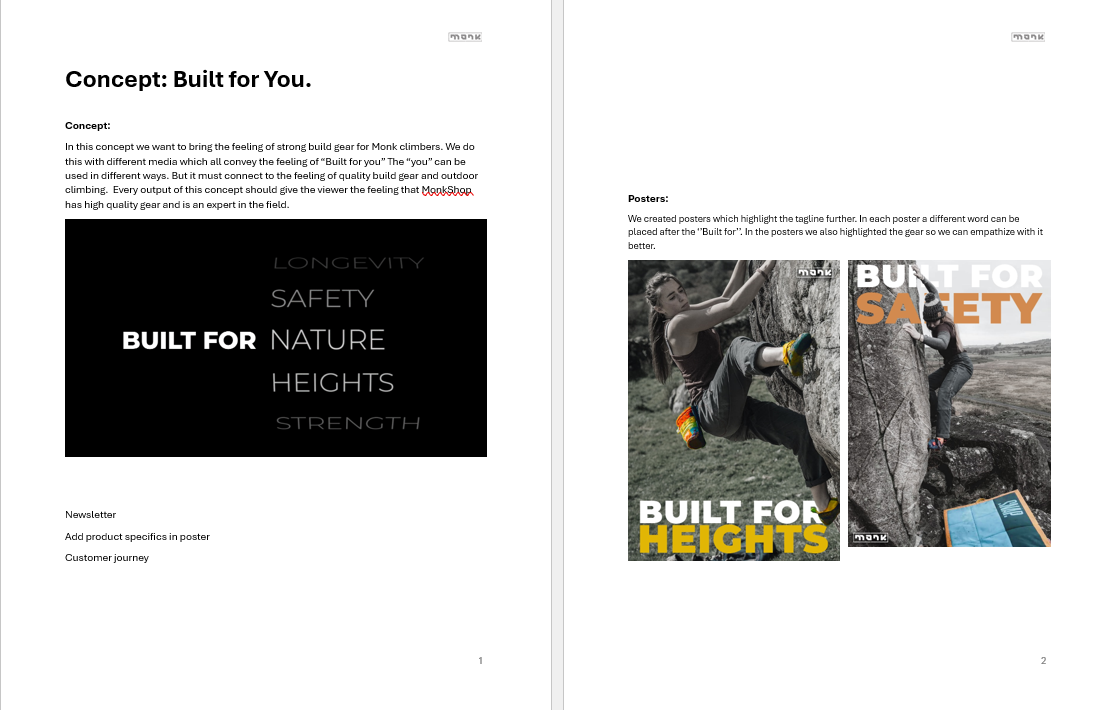 monk
Concept: Built for You.
Concept:
In this concept we want to bring the feeling of strong build gear for Monk climbers. We do
this with different media which all convey the feeling of “Built for you” The “you” can be
used in different ways. But it must connect to the feeling of quality build gear and outdoor
climbing.  Every output of this concept should give the viewer the feeling that MonkShop
has high quality gear and is an expert in the field.
LONGEVITY
SAFETY
BUILT FOR NATURE
HEIGHTS
STRENGTH
Newsletter
Add product specifics in poster
Customer journey
1
monk
Posters:
We created posters which highlight the tagline further. In each poster a different word can be
placed after the ‘’Built for’’. In the posters we also highlighted the gear so we can empathize with it
better.
monk
BUILT FOR
HEIGHTS
BUILT FOR
SAFETY
SNAP
monk
2